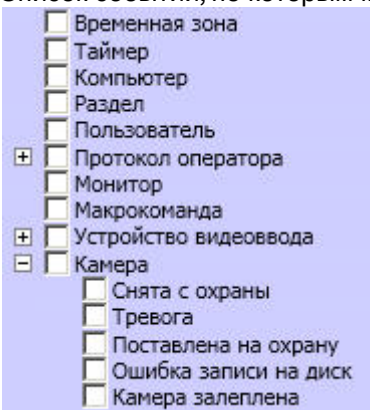 Временная зона
Таймер
Компьютер
Раздел
Пользователь
Протокол оператора
Монитор
Макрокоманда
Устройство видеоввода
Камера
Снята с охраны
Тревога
Поставлена на охрану
Ошибка записи на диск
Камера залеплена